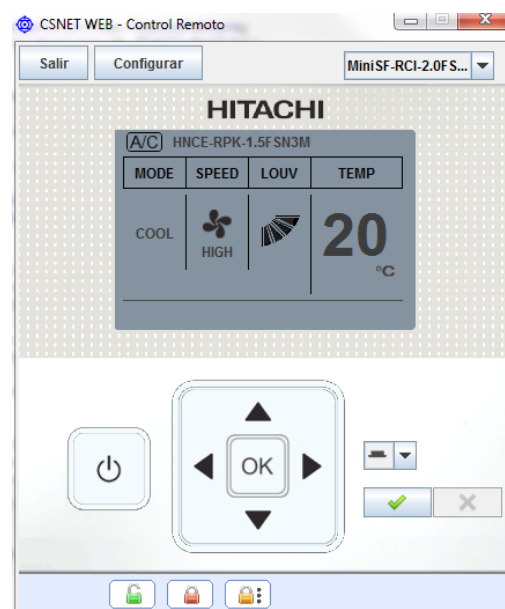 CSNET WEB - Control Remoto
Salir Configurar MiniSF-RCI-2.0FS...
HITACHI
A/C HNCE-RPK-1.5FSN3M
MODE SPEED LOUV TEMP
COOL HIGH 20 °C
OK